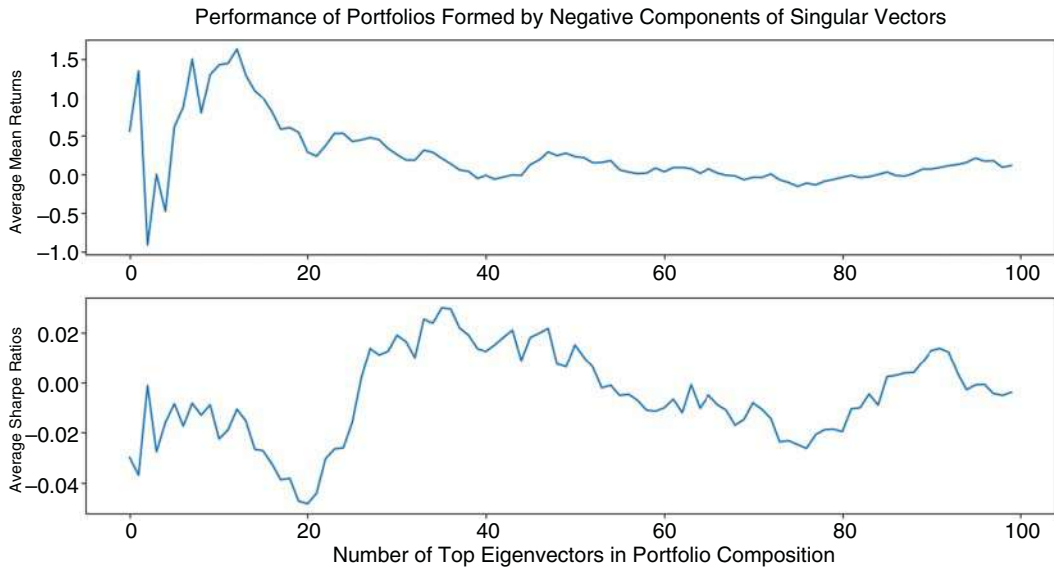 Performance of Portfolios Formed by Negative Components of Singular Vectors
Average Mean Returns
1.5
1.0
0.5
0.0
−0.5
−1.0
0 20 40 60 80 100
Average Sharpe Ratios
0.02
0.00
−0.02
−0.04
0 20 40 60 80 100
Number of Top Eigenvectors in Portfolio Composition